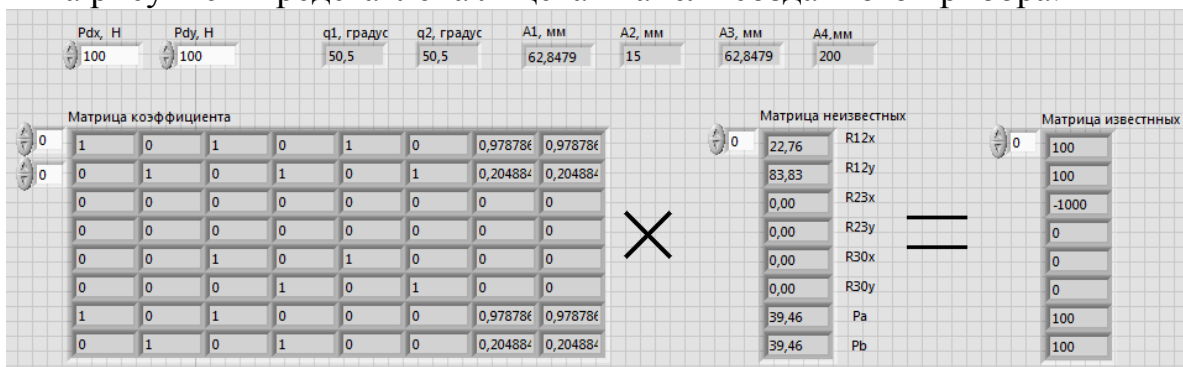 Pdx, H Pdy, H q1, градус q2, градус A1, мм A2, мм A3, мм A4,мм
100 100 50,5 50,5 62,8479 15 62,8479 200
Матрица коэффициента Матрица неизвестных Матрица известнных
0 1 0 1 0 1 0 0,978786 0,978786 0 22,76 R12x 0 100
0 0 1 0 1 0 1 0,204884 0,204884 83,83 R12y 100
0 0 0 0 0 0 0 0 0,00 R23x -1000
0 0 0 0 0 0 0 0 0,00 R23y 0
0 0 1 0 1 0 0 0 0,00 R30x 0
0 0 0 1 0 1 0 0 0,00 R30y 0
1 0 1 0 0 0 0,978786 0,978786 39,46 Pa 100
0 1 0 1 0 0 0,204884 0,204884 39,46 Pb 100